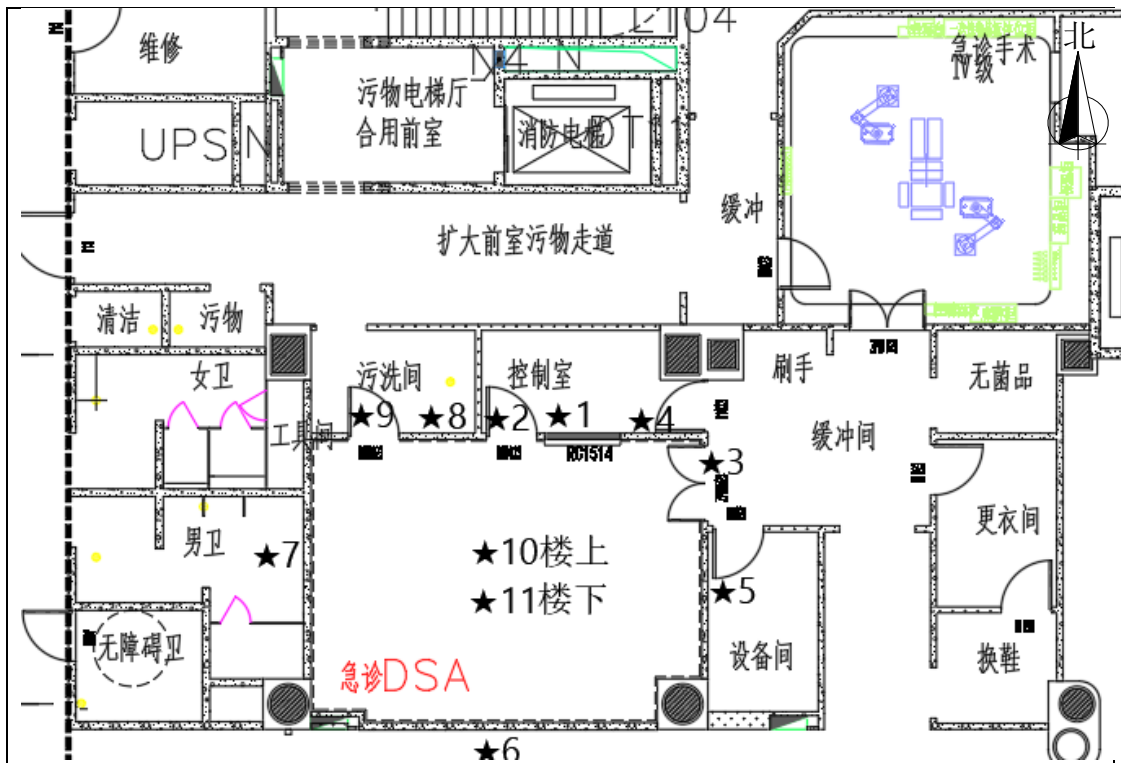 04
维修
急诊手术
IV级
北
N4 N
污物电梯厅
合用前室
UPS N
消防电梯
DT11
扩大前室污物走道
缓冲
清洁
污物
女卫
污洗间
控制室
刷手
无菌品
★9
★8
★2
★1
★4
工具间
缓冲间
RC1514
★3
更衣间
男卫
★7
★10楼上
★11楼下
★5
无障碍卫
设备间
换鞋
急诊DSA
★6